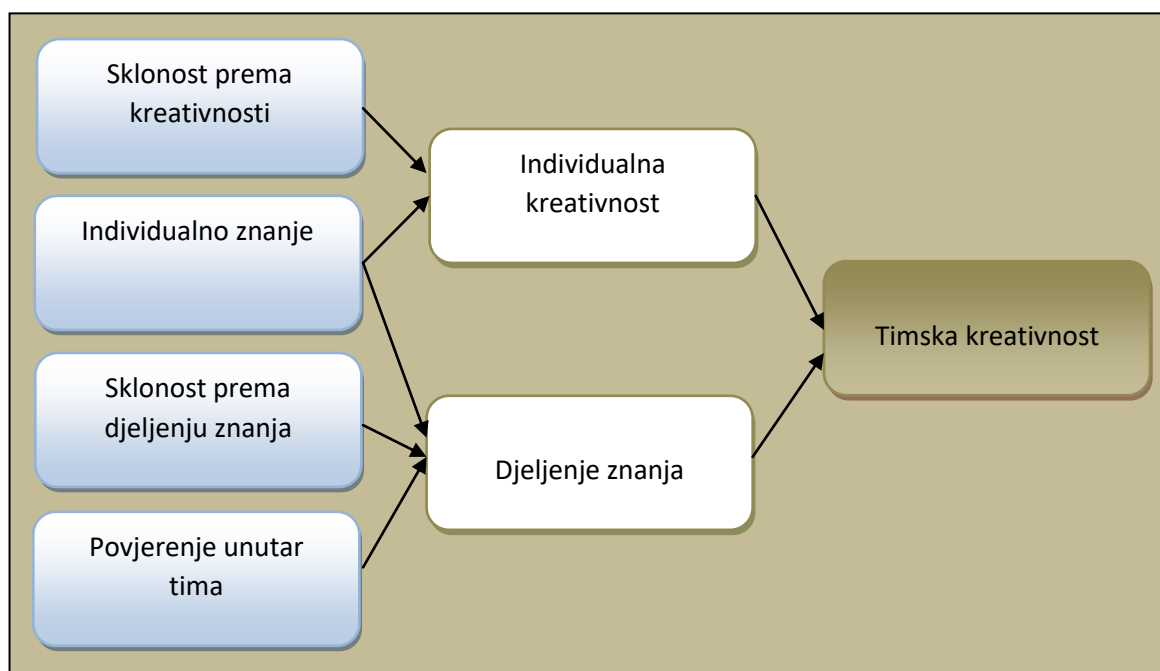 Sklonost prema
kreativnosti
Individualno znanje
Sklonost prema
djeljenju znanja
Povjerenje unutar
tima
Individualna
kreativnost
Djeljenje znanja
Timska kreativnost